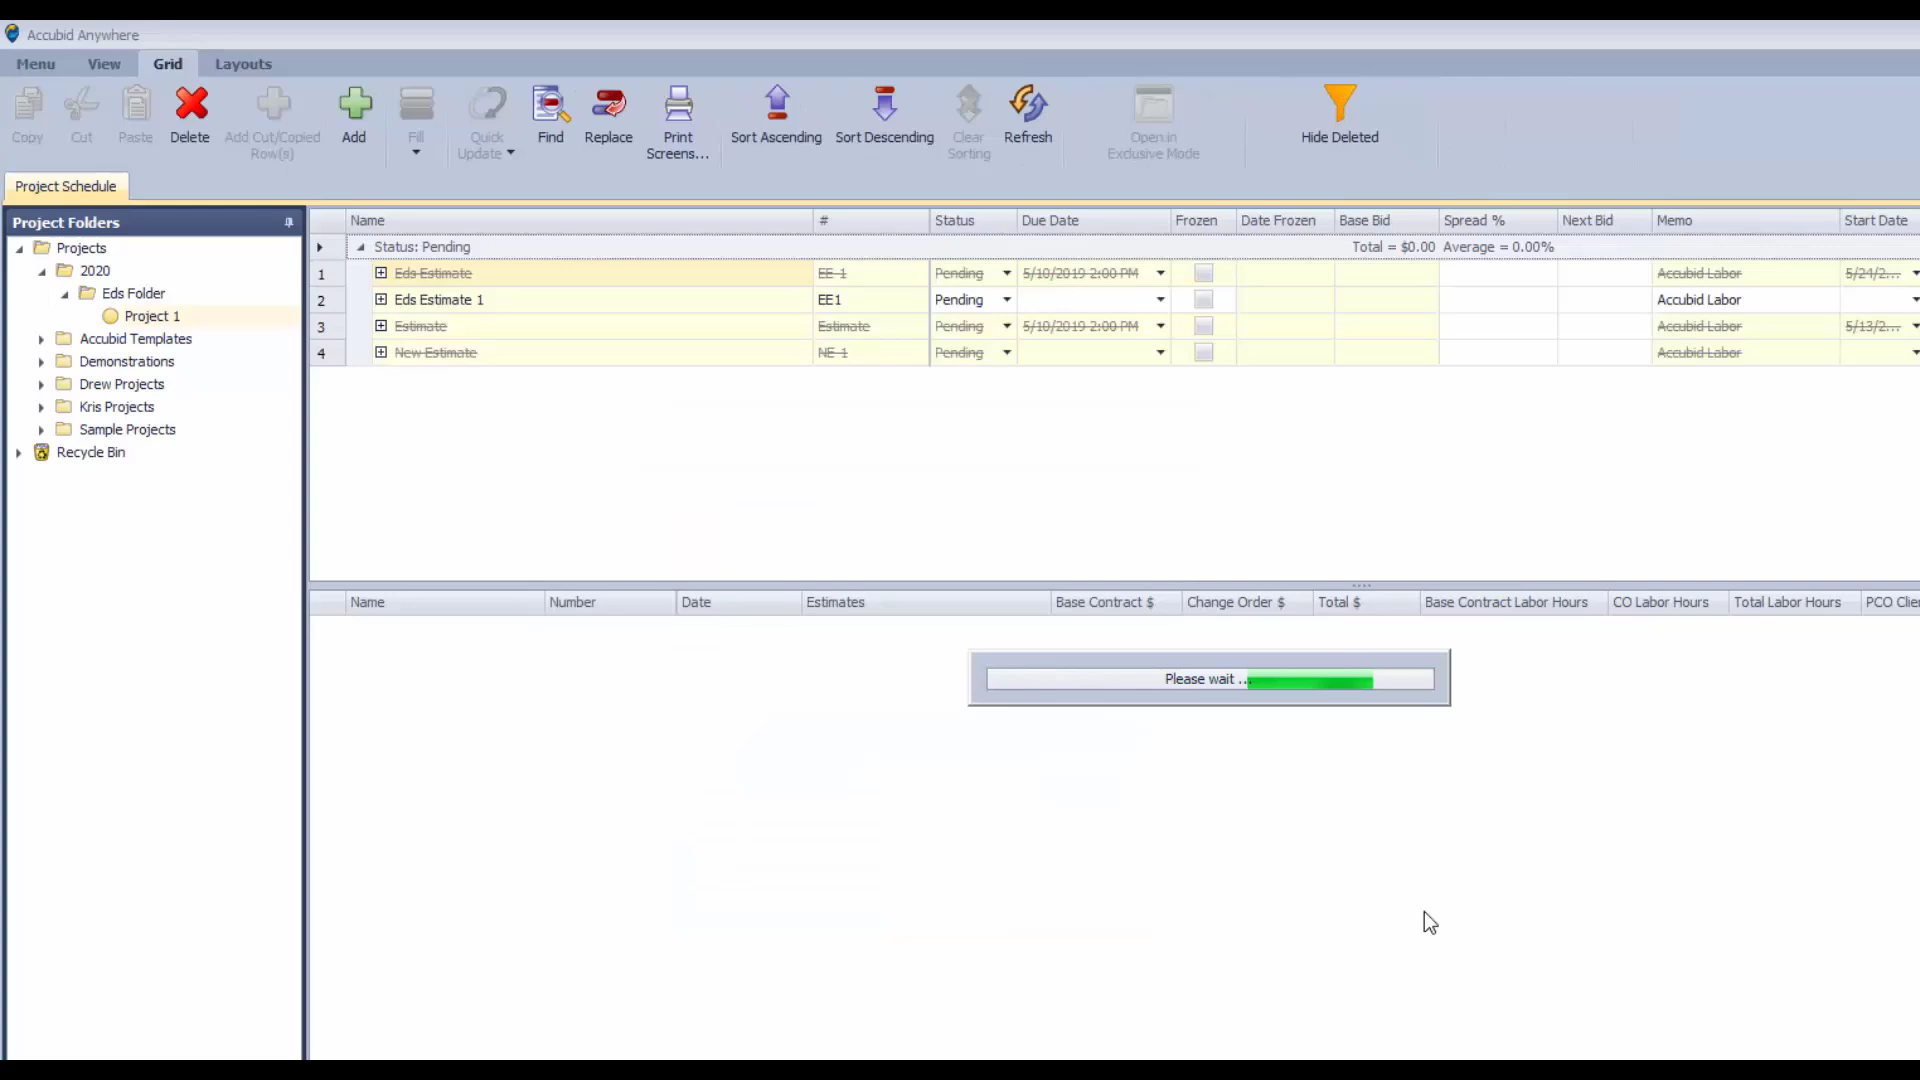 Accubid Anywhere
Menu View Grid Layouts
Copy Cut Paste Delete Add Cut/Copied Row(s) Add Fill Quick Update Find Replace Print Screens... Sort Ascending Sort Descending Clear Sorting Refresh Open in Exclusive Mode Hide Deleted
Project Schedule
Project Folders
Projects
2020
Eds Folder
Project 1
Accubid Templates
Demonstrations
Drew Projects
Kris Projects
Sample Projects
Recycle Bin
Name # Status Due Date Frozen Date Frozen Base Bid Spread % Next Bid Memo Start Date
Status: Pending Total = $0.00 Average = 0.00%
1 Eds Estimate EE-1 Pending 5/10/2019 2:00 PM Accubid Labor 5/24/2...
2 Eds Estimate 1 EE1 Pending Accubid Labor
3 Estimate Estimate Pending 5/10/2019 2:00 PM Accubid Labor 5/13/2...
4 New Estimate NE-1 Pending Accubid Labor
Name Number Date Estimates Base Contract $ Change Order $ Total $ Base Contract Labor Hours CO Labor Hours Total Labor Hours PCO Clie
Please wait ...